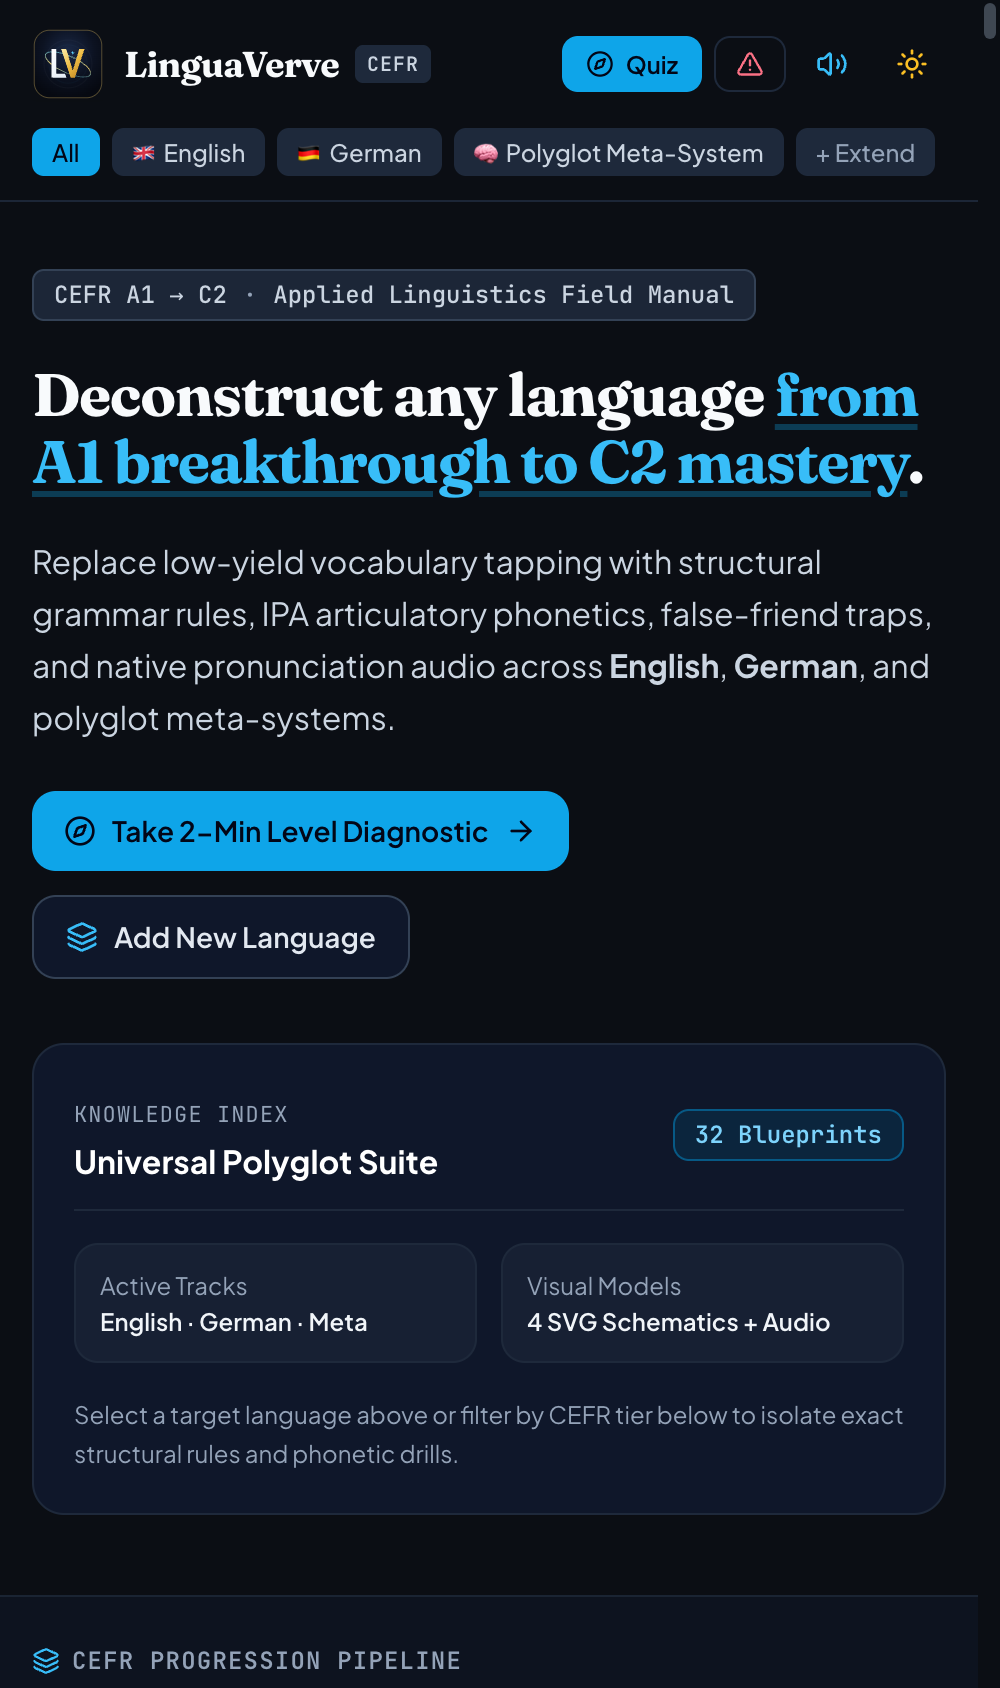 LV LinguaVerve CEFR Quiz
All English German Polyglot Meta-System + Extend
CEFR A1 → C2 · Applied Linguistics Field Manual
Deconstruct any language from
A1 breakthrough to C2 mastery.
Replace low-yield vocabulary tapping with structural
grammar rules, IPA articulatory phonetics, false-friend traps,
and native pronunciation audio across English, German, and
polyglot meta-systems.
Take 2-Min Level Diagnostic →
Add New Language
KNOWLEDGE INDEX
Universal Polyglot Suite
32 Blueprints
Active Tracks
English · German · Meta
Visual Models
4 SVG Schematics + Audio
Select a target language above or filter by CEFR tier below to isolate exact
structural rules and phonetic drills.
CEFR PROGRESSION PIPELINE